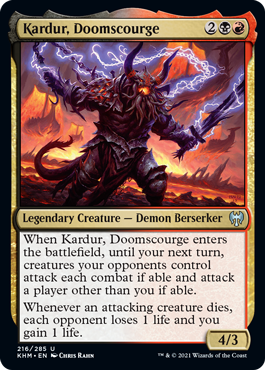 Kardur, Doomscourge 2
Legendary Creature — Demon Berserker
When Kardur, Doomscourge enters
the battlefield, until your next turn,
creatures your opponents control
attack each combat if able and attack
a player other than you if able.
Whenever an attacking creature dies,
each opponent loses 1 life and you
gain 1 life.
4/3
216/285 U
KHM • EN Chris Rahn
™ & © 2021 Wizards of the Coast